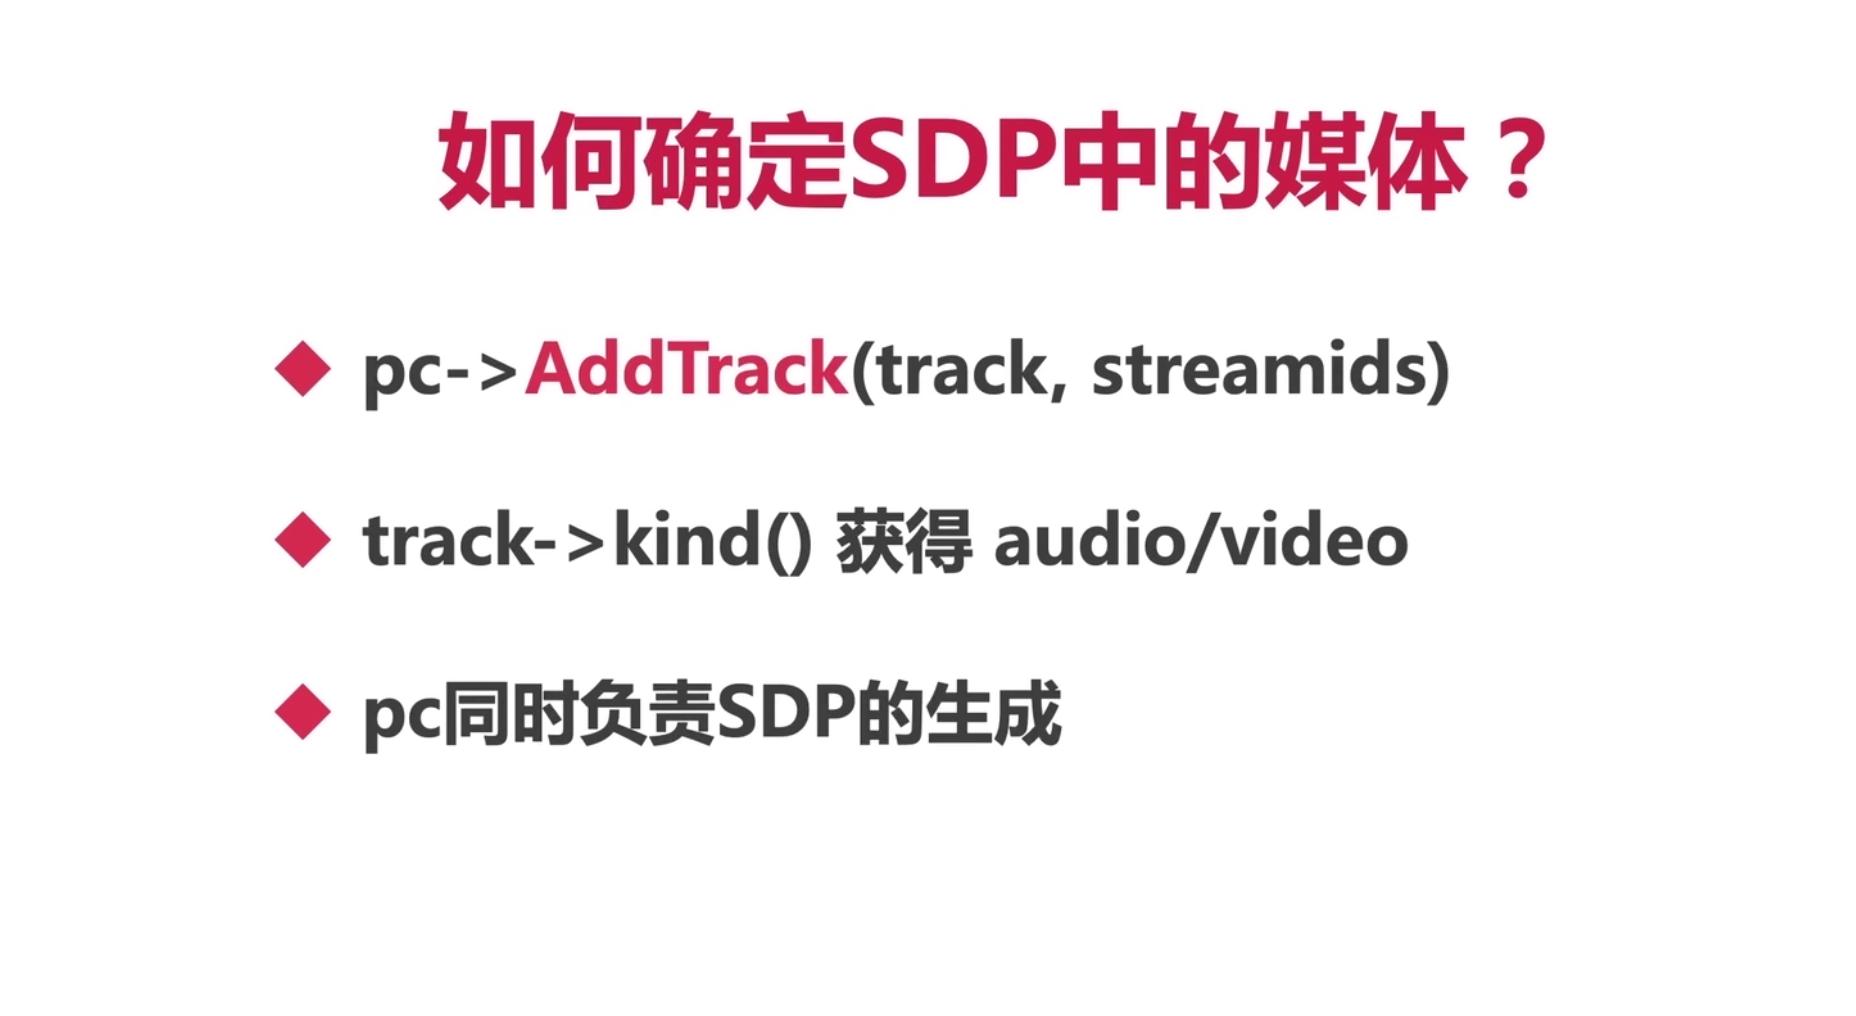 如何确定SDP中的媒体？
pc->AddTrack(track, streamids)
track->kind() 获得 audio/video
pc同时负责SDP的生成